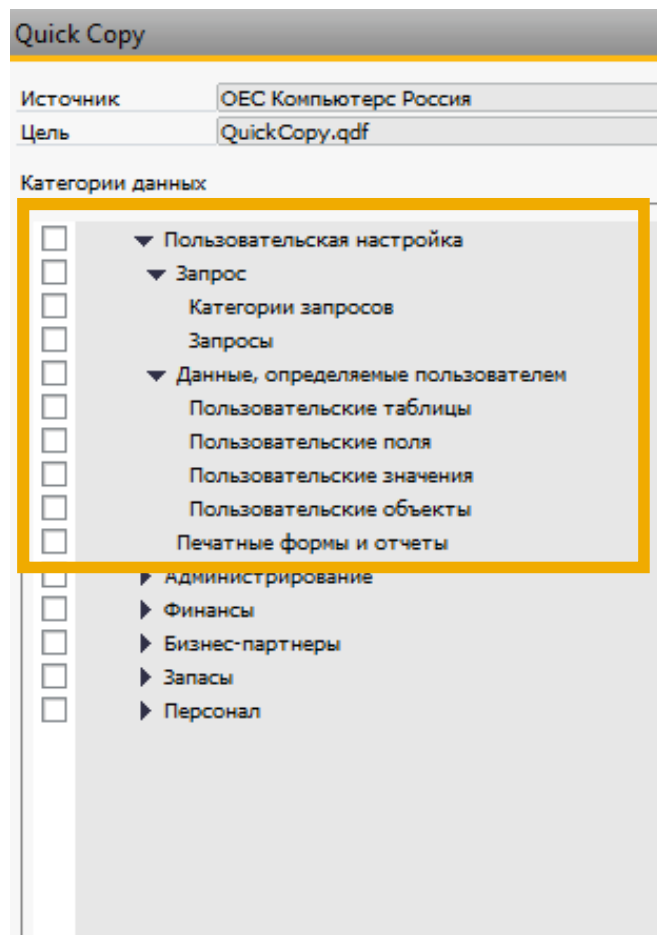 Quick Copy
Источник ОЕС Компьютерс Россия
Цель QuickCopy.qdf
Категории данных
Пользовательская настройка
Запрос
Категории запросов
Запросы
Данные, определяемые пользователем
Пользовательские таблицы
Пользовательские поля
Пользовательские значения
Пользовательские объекты
Печатные формы и отчеты
Администрирование
Финансы
Бизнес-партнеры
Запасы
Персонал